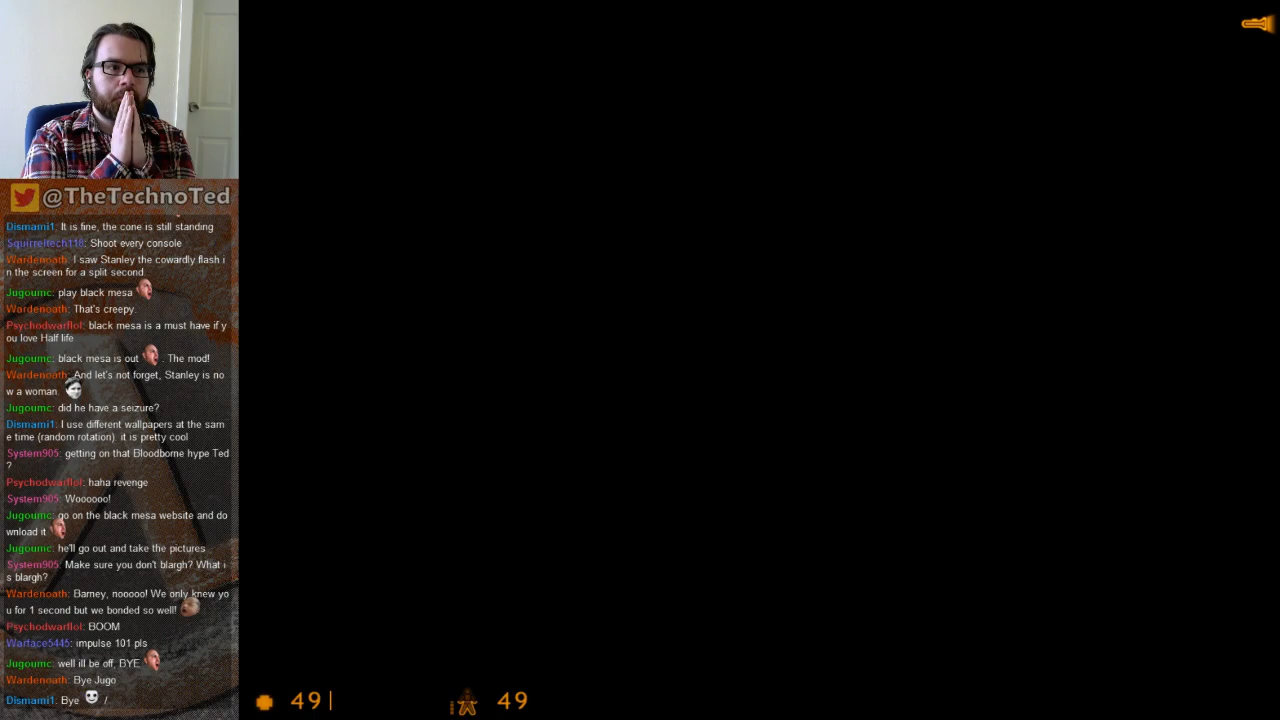 @TheTechnoTed
Dismami1: It is fine, the cone is still standing
Squirreltech118: Shoot every console
Wardenoath: I saw Stanley the cowardly flash i
n the screen for a split second.
Jugoumc: play black mesa
Wardenoath: That's creepy.
Psychodwarflol: black mesa is a must have if y
ou love Half life
Jugoumc: black mesa is out . The mod!
Wardenoath: And let's not forget, Stanley is no
w a woman.
Jugoumc: did he have a seizure?
Dismami1: I use different wallpapers at the sam
e time (random rotation). it is pretty cool
System905: getting on that Bloodborne hype Ted
?
Psychodwarflol: haha revenge
System905: Woooooo!
Jugoumc: go on the black mesa website and do
wnload it
Jugoumc: he'll go out and take the pictures
System905: Make sure you don't blargh? What i
s blargh?
Wardenoath: Barney, nooooo! We only knew yo
u for 1 second but we bonded so well!
Psychodwarflol: BOOM
Warface5445: impulse 101 pls
Jugoumc: well ill be off, BYE
Wardenoath: Bye Jugo
Dismami1: Bye /
49| 49